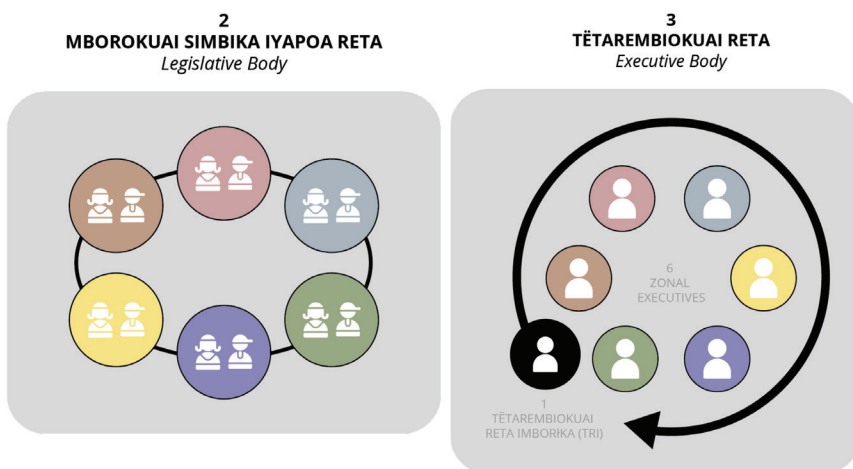 2
MBOROKUAI SIMBIKA IYAPOA RETA
Legislative Body
3
TËTAREMBIOKUAI RETA
Executive Body
6
ZONAL
EXECUTIVES
1
TËTAREMBIOKUAI
RETA IMBORIKA (TRI)